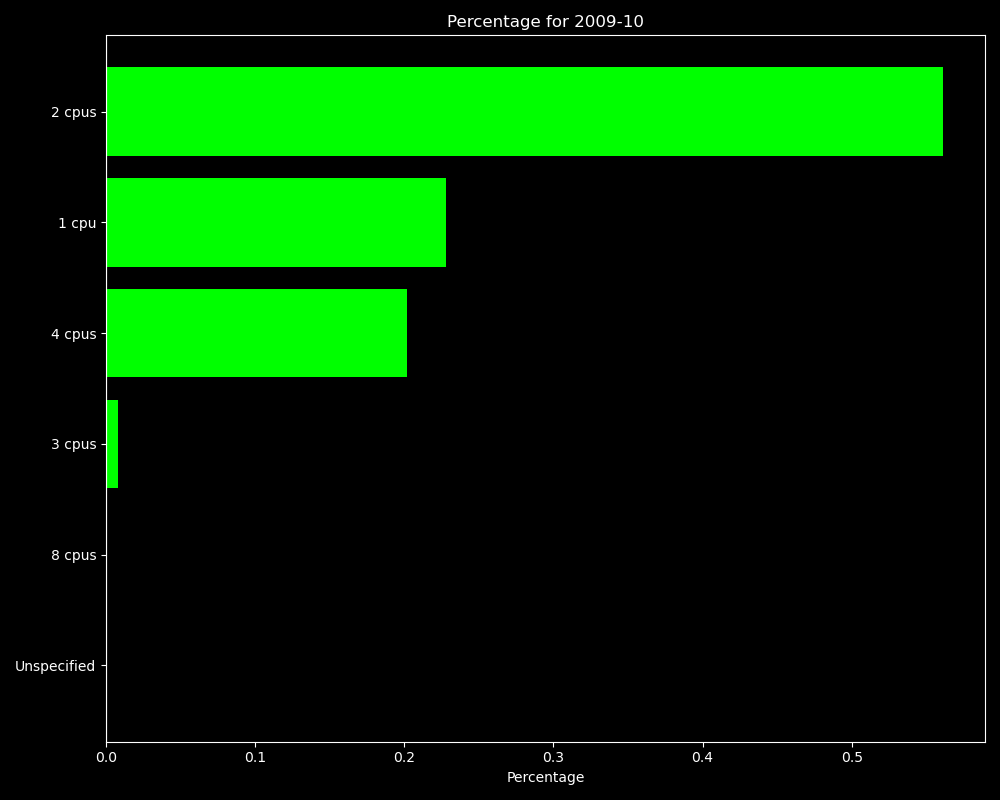 Percentage for 2009-10
2 cpus
1 cpu
4 cpus
3 cpus
8 cpus
Unspecified
0.0 0.1 0.2 0.3 0.4 0.5
Percentage